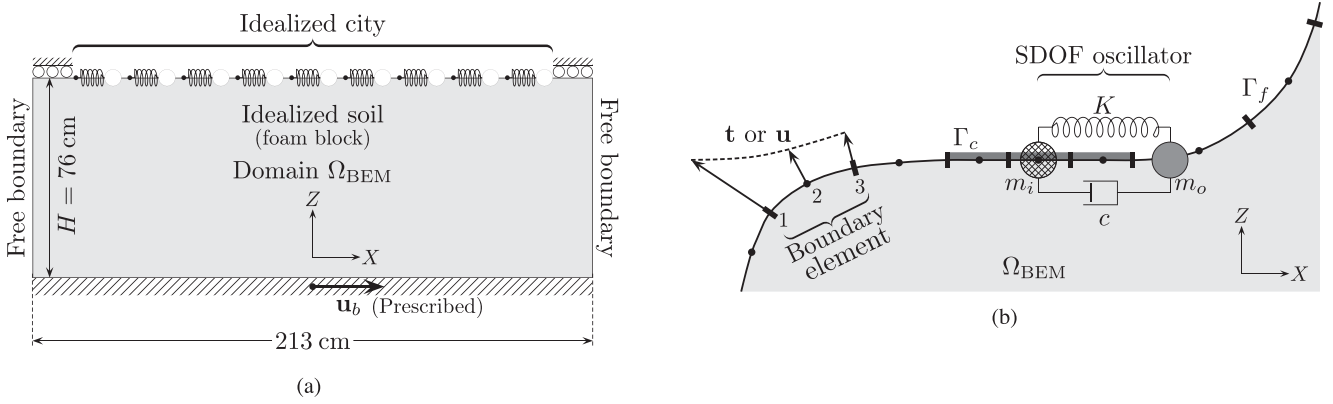 Idealized city
Free boundary
H = 76 cm
Idealized soil
(foam block)
Domain Ω_BEM
Z
X
u_b (Prescribed)
213 cm
Free boundary
(a)
SDOF oscillator
K
Γ_f
t or u
Γ_c
1
2
3
Boundary
element
m_i
m_o
c
Ω_BEM
Z
X
(b)